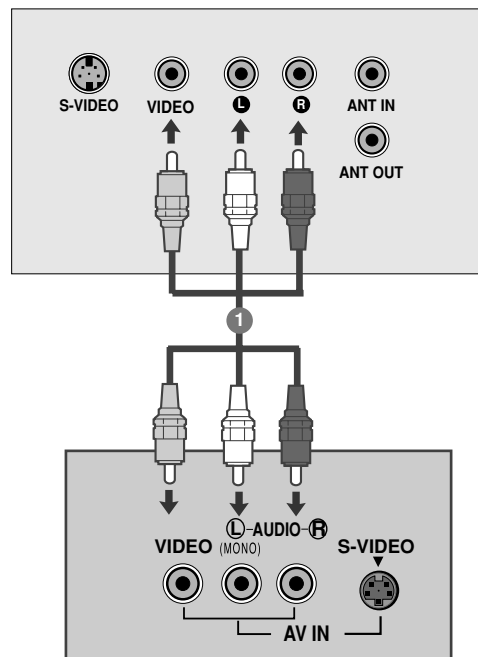 S-VIDEO VIDEO L R ANT IN
ANT OUT
1
L-AUDIO-R
VIDEO (MONO) S-VIDEO
AV IN